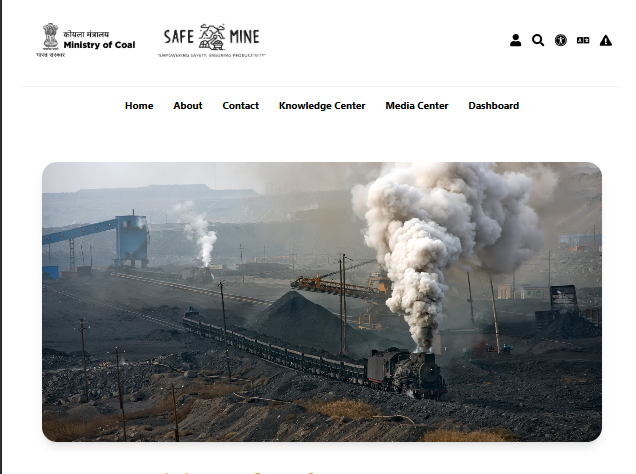 कोयला मंत्रालय
Ministry of Coal
भारत सरकार
SAFE MINE
"EMPOWERING SAFETY, ENSURING PRODUCTIVITY"
Home About Contact Knowledge Center Media Center Dashboard